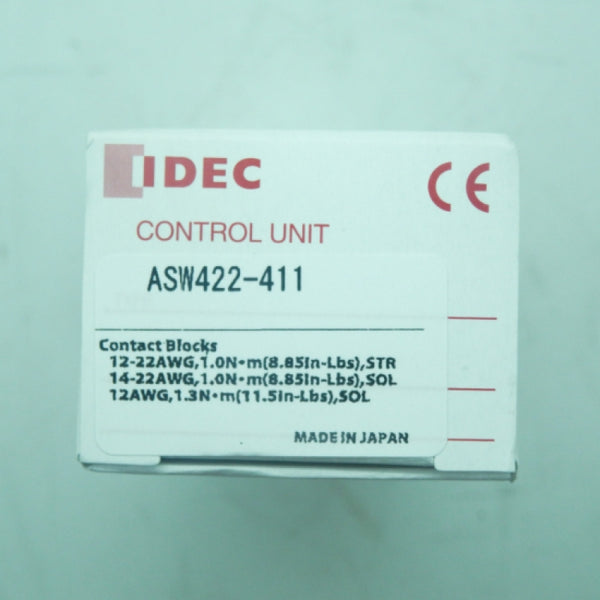 IDEC
CE
CONTROL UNIT
ASW422-411
Contact Blocks
12-22AWG,1.0N•m(8.85In-Lbs),STR
14-22AWG,1.0N•m(8.85In-Lbs),SOL
12AWG,1.3N•m(11.5In-Lbs),SOL
MADE IN JAPAN